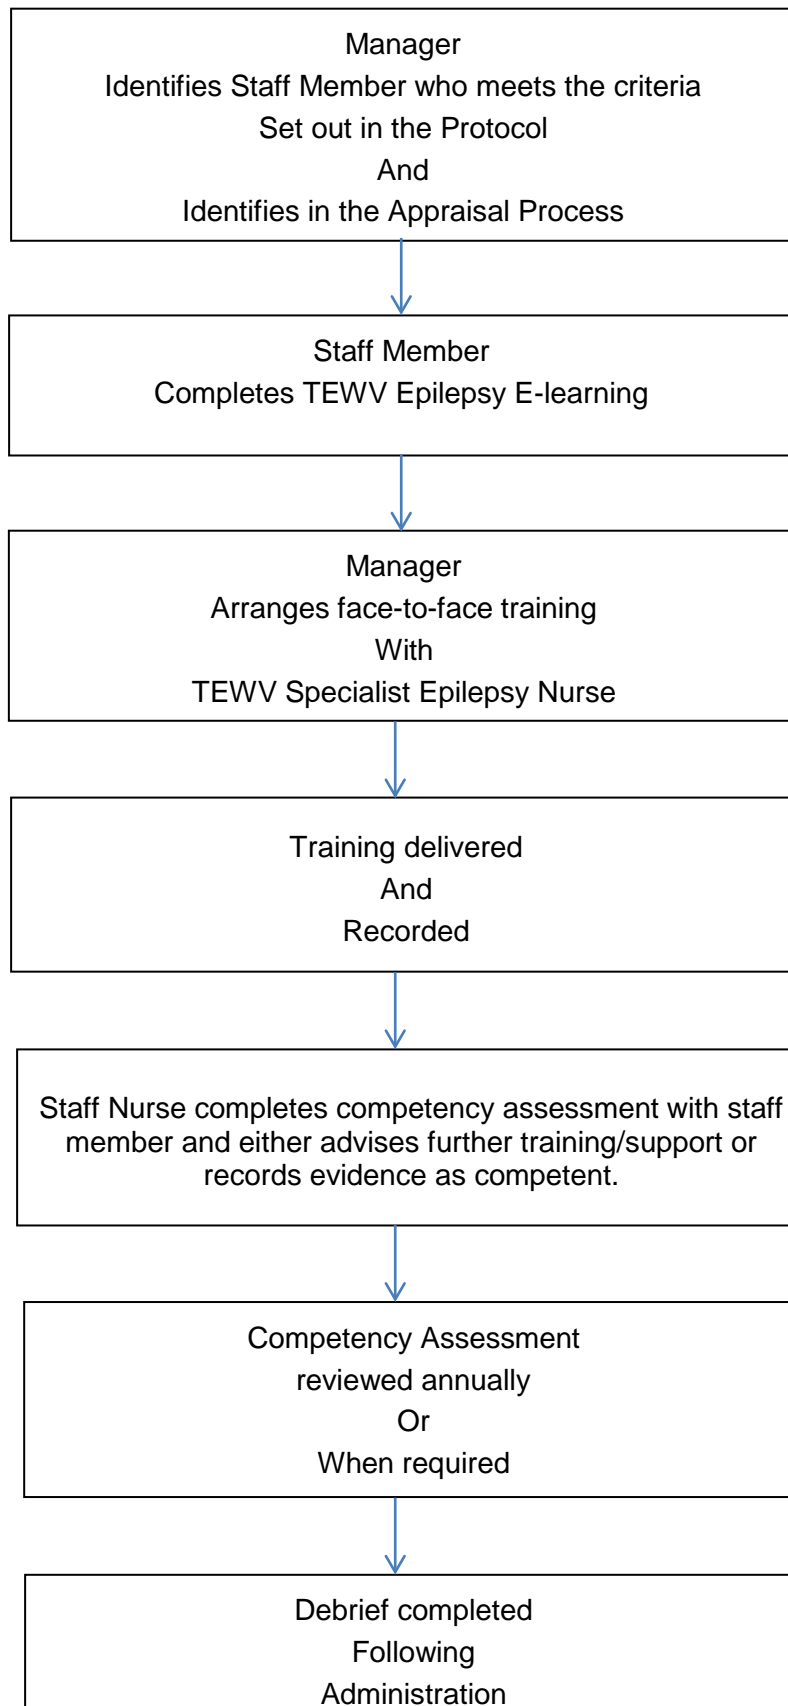 Manager
Identifies Staff Member who meets the criteria
Set out in the Protocol
And
Identifies in the Appraisal Process
Staff Member
Completes TEWV Epilepsy E-learning
Manager
Arranges face-to-face training
With
TEWV Specialist Epilepsy Nurse
Training delivered
And
Recorded
Staff Nurse completes competency assessment with staff
member and either advises further training/support or
records evidence as competent.
Competency Assessment
reviewed annually
Or
When required
Debrief completed
Following
Administration